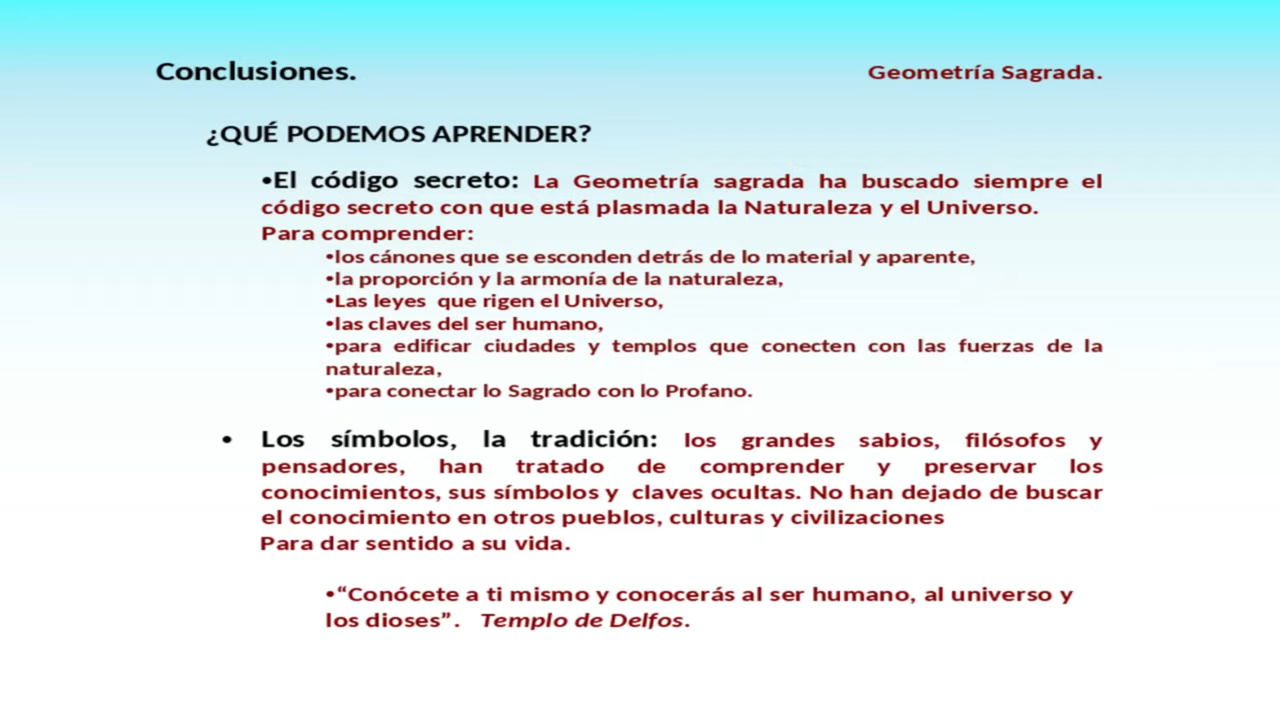 Conclusiones.
Geometría Sagrada.
¿QUÉ PODEMOS APRENDER?
•El código secreto: La Geometría sagrada ha buscado siempre el
código secreto con que está plasmada la Naturaleza y el Universo.
Para comprender:
•los cánones que se esconden detrás de lo material y aparente,
•la proporción y la armonía de la naturaleza,
•Las leyes  que rigen el Universo,
•las claves del ser humano,
•para edificar ciudades y templos que conecten con las fuerzas de la
naturaleza,
•para conectar lo Sagrado con lo Profano.
• Los símbolos, la tradición: los grandes sabios, filósofos y
pensadores, han tratado de comprender y preservar los
conocimientos, sus símbolos y  claves ocultas. No han dejado de buscar
el conocimiento en otros pueblos, culturas y civilizaciones
Para dar sentido a su vida.
•“Conócete a ti mismo y conocerás al ser humano, al universo y
los dioses”.   Templo de Delfos.